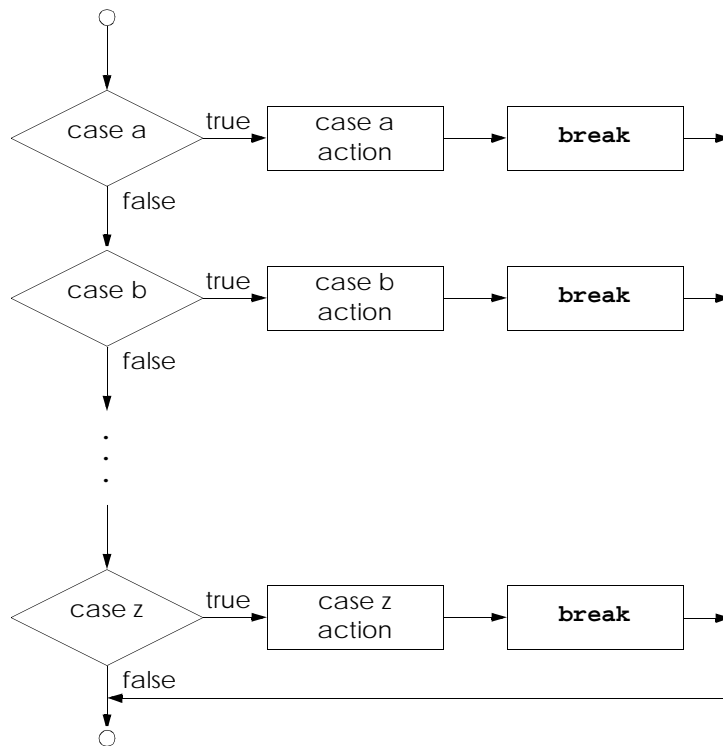 case a
true
case a
action
break
false
case b
true
case b
action
break
false
.
.
.
case z
true
case z
action
break
false